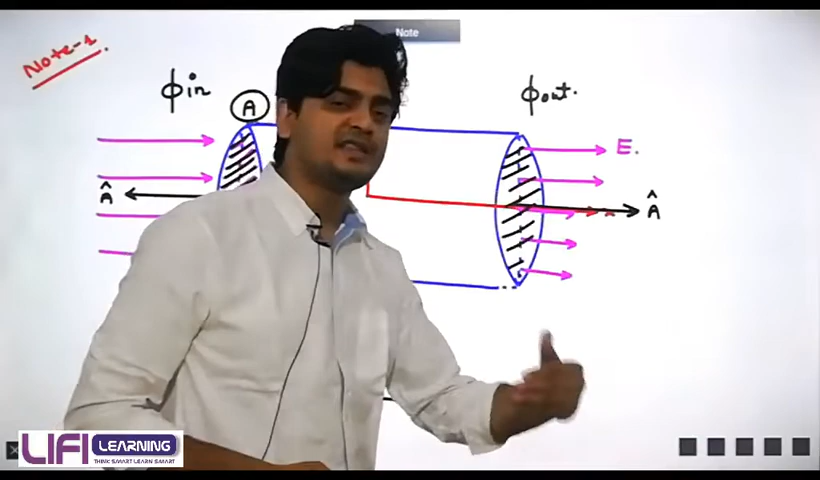 Note
Note-1
ϕin
ϕout.
A
E.
Â
Â
LIFI LEARNING
THINK SMART LEARN SMART